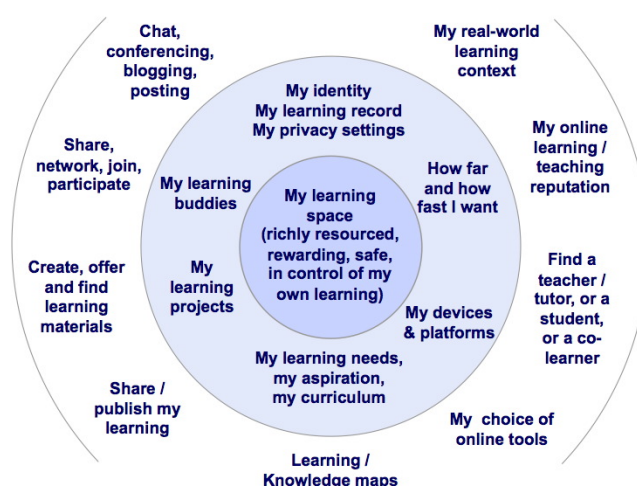 Chat,
conferencing,
blogging,
posting
My real-world
learning
context
My identity
My learning record
My privacy settings
Share,
network, join,
participate
My online
learning /
teaching
reputation
My learning
buddies
How far
and how
fast I want
My learning
space
(richly resourced,
rewarding, safe,
in control of my
own learning)
Create, offer
and find
learning
materials
My
learning
projects
Find a
teacher /
tutor, or a
student,
or a co-
learner
My devices
& platforms
My learning needs,
my aspiration,
my curriculum
Share /
publish my
learning
My choice of
online tools
Learning /
Knowledge maps